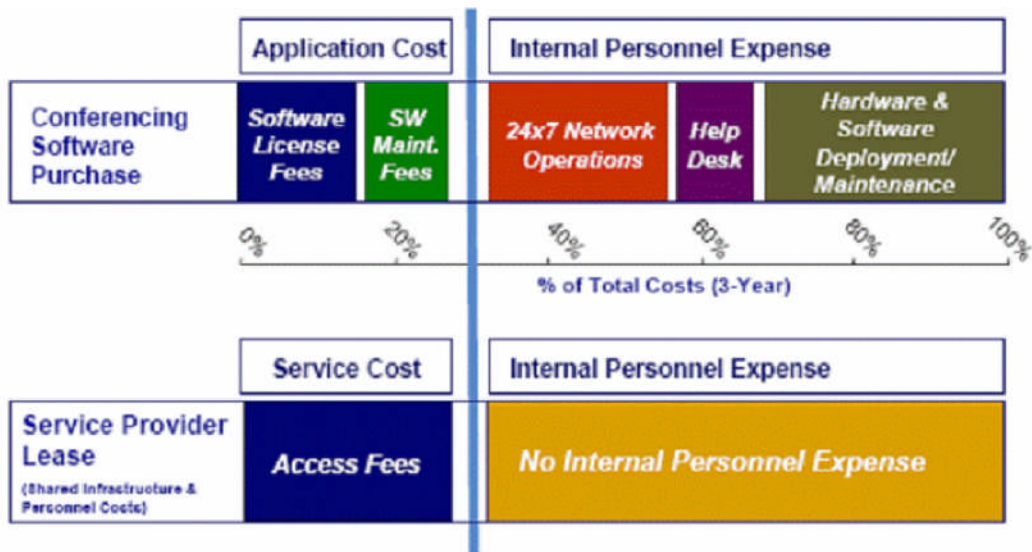 Application Cost
Internal Personnel Expense
Conferencing
Software
Purchase
Software
License
Fees
SW
Maint.
Fees
24x7 Network
Operations
Help
Desk
Hardware &
Software
Deployment/
Maintenance
0%
20%
40%
60%
80%
100%
% of Total Costs (3-Year)
Service Cost
Internal Personnel Expense
Service Provider
Lease
(Shared Infrastructure &
Personnel Costs)
Access Fees
No Internal Personnel Expense